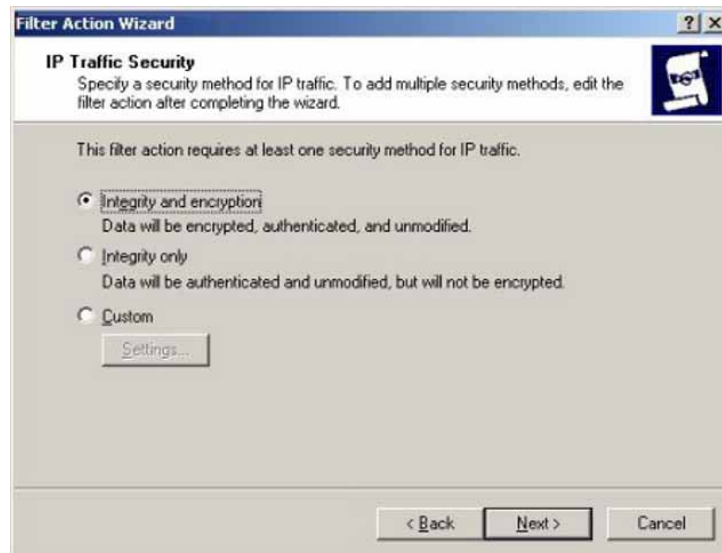 Filter Action Wizard
IP Traffic Security
Specify a security method for IP traffic. To add multiple security methods, edit the
filter action after completing the wizard.
This filter action requires at least one security method for IP traffic.
Integrity and encryption
Data will be encrypted, authenticated, and unmodified.
Integrity only
Data will be authenticated and unmodified, but will not be encrypted.
Custom
Settings...
< Back
Next >
Cancel